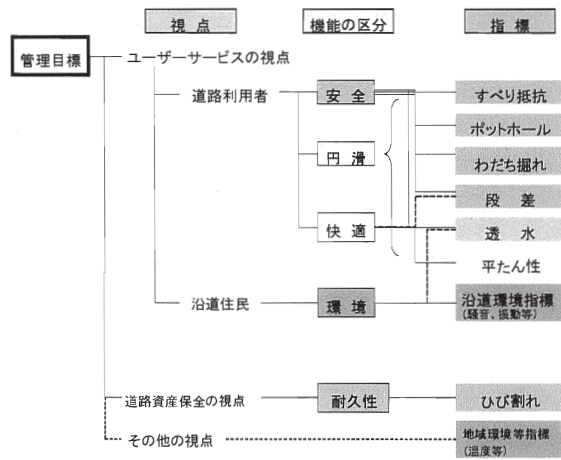 視　点　機能の区分　指　標
管理目標
ユーザーサービスの視点
道路利用者　安　全　すべり抵抗
ポットホール
円　滑　わだち掘れ
段　差
快　適　透　水
平たん性
沿道住民　環　境　沿道環境指標
(騒音、振動等)
道路資産保全の視点　耐久性　ひび割れ
その他の視点　地域環境等指標
(温度等)